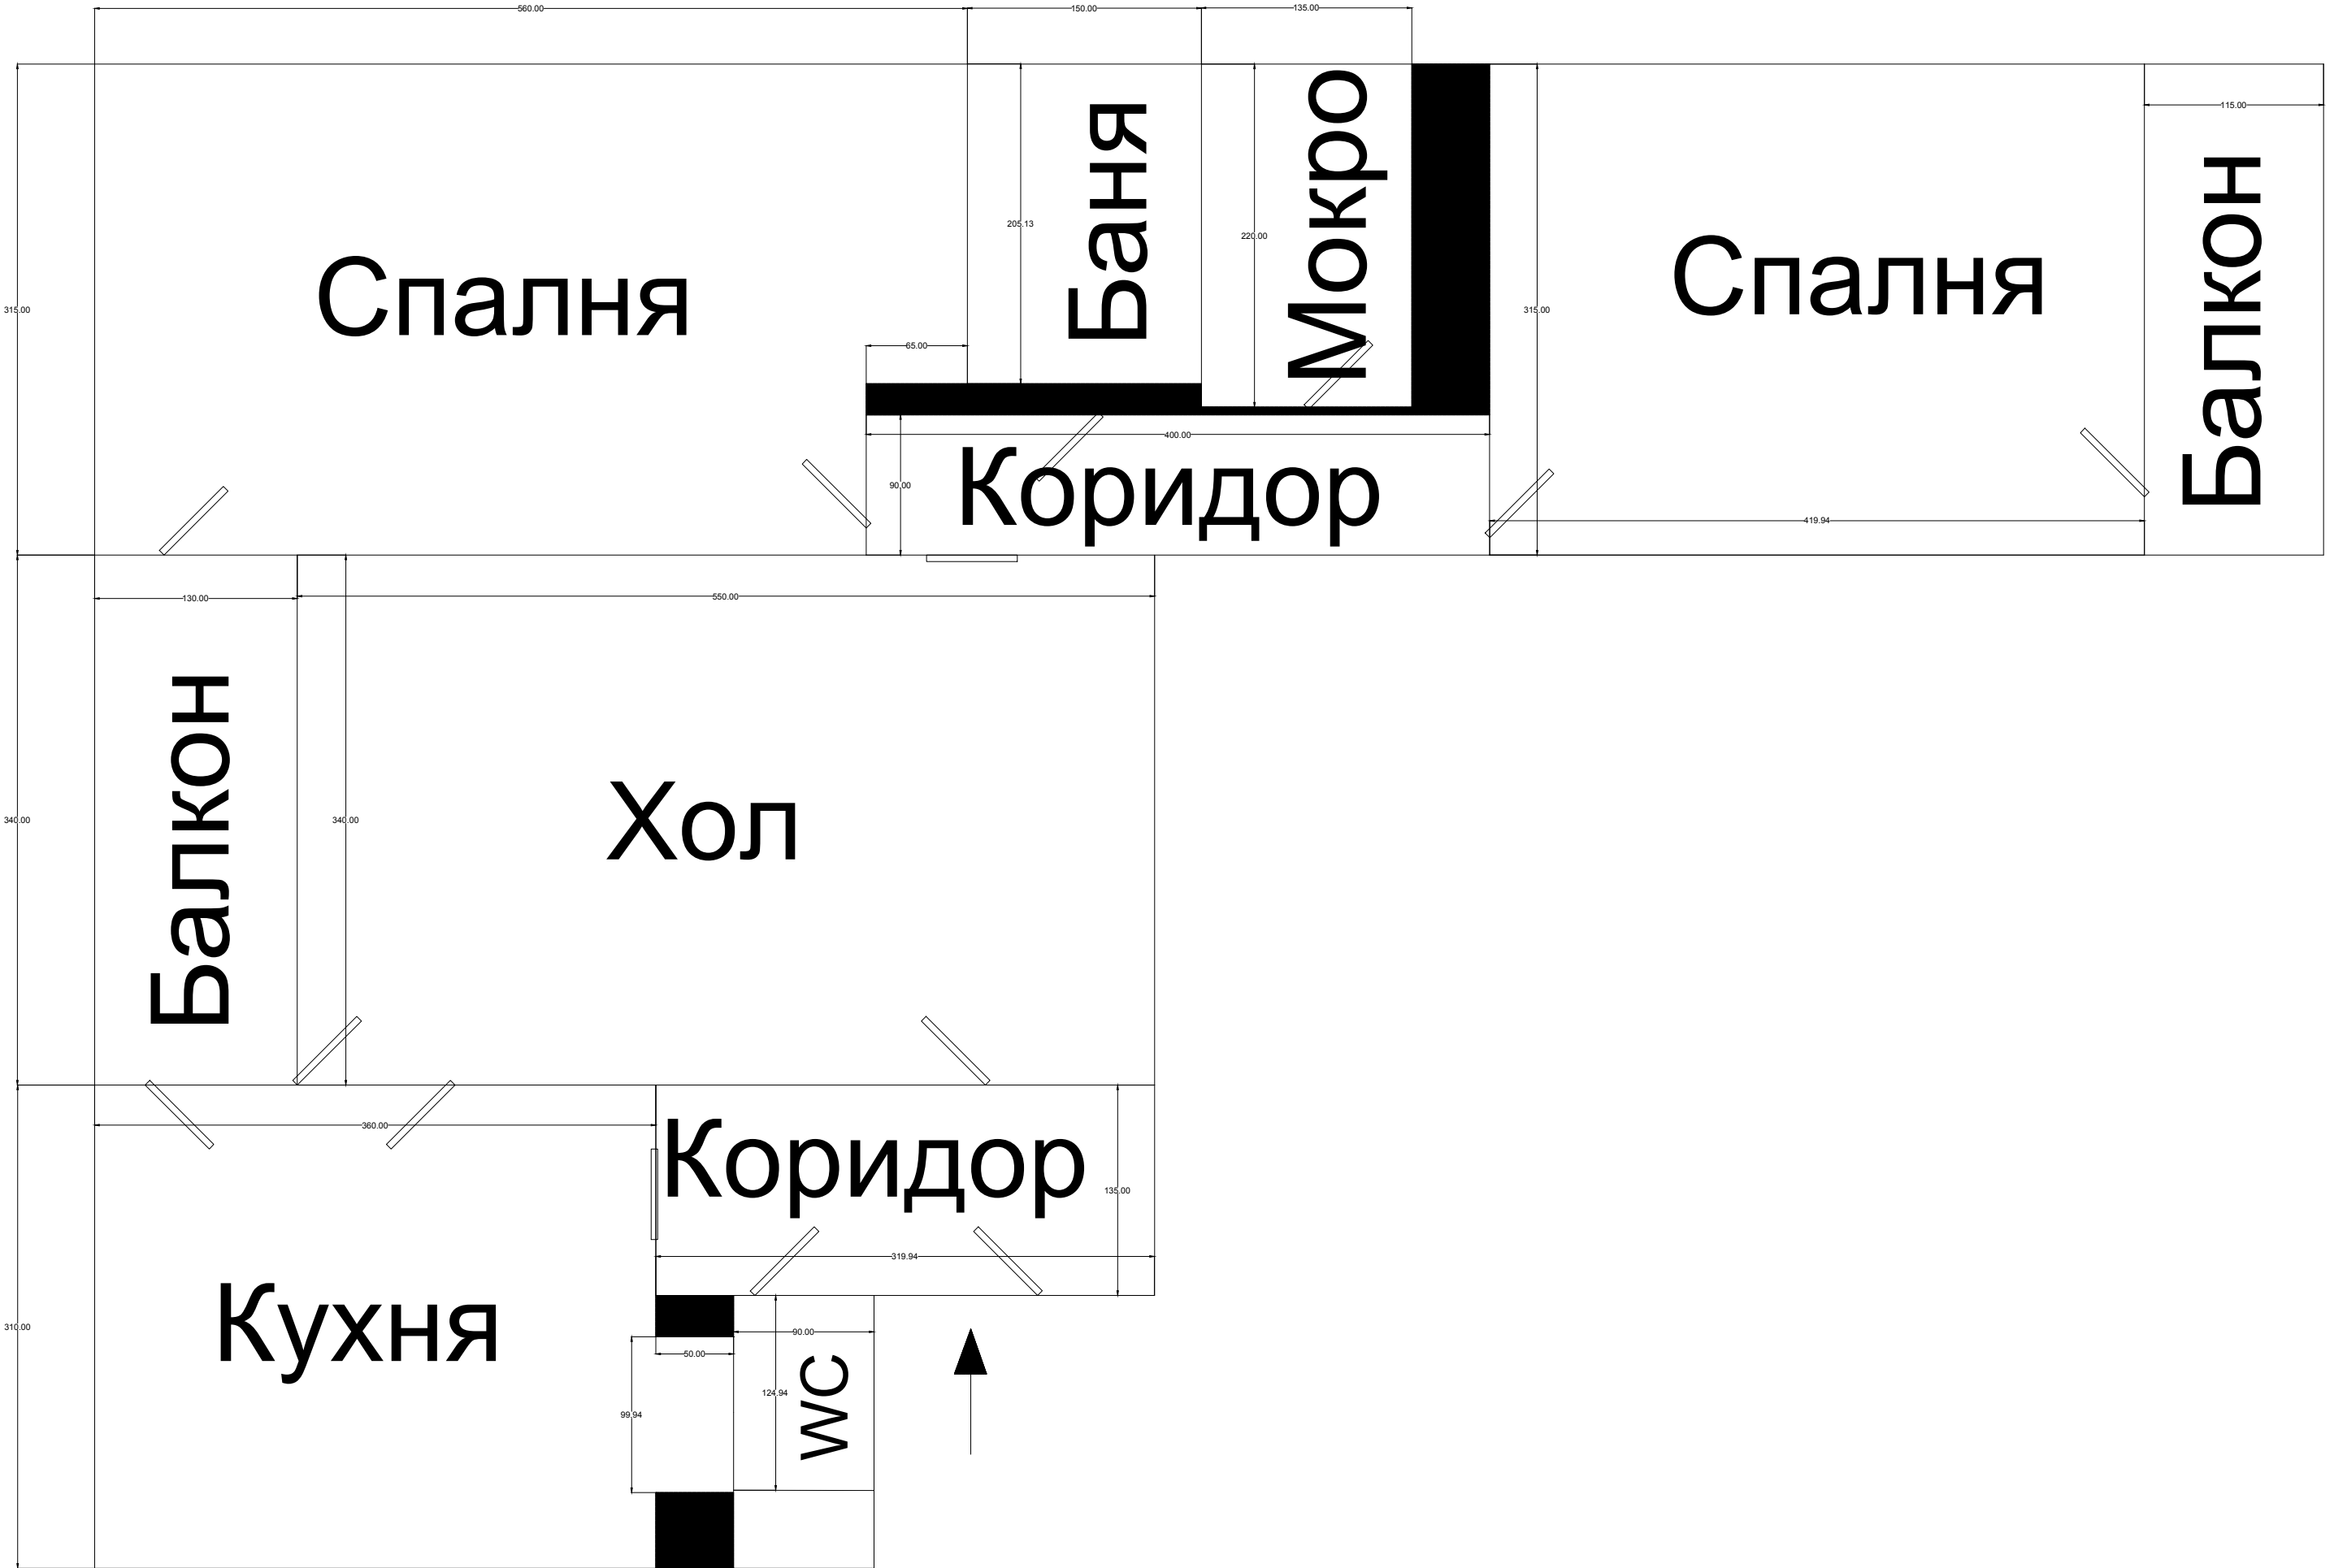 560.00
150.00
135.00
115.00
Спалня
Баня
Мокро
Спалня
Балкон
205.13
220.00
315.00
315.00
65.00
400.00
Коридор
90.00
419.94
130.00
550.00
Балкон
Хол
340.00
340.00
360.00
Коридор
135.00
319.94
Кухня
310.00
90.00
50.00
WC
124.94
99.94